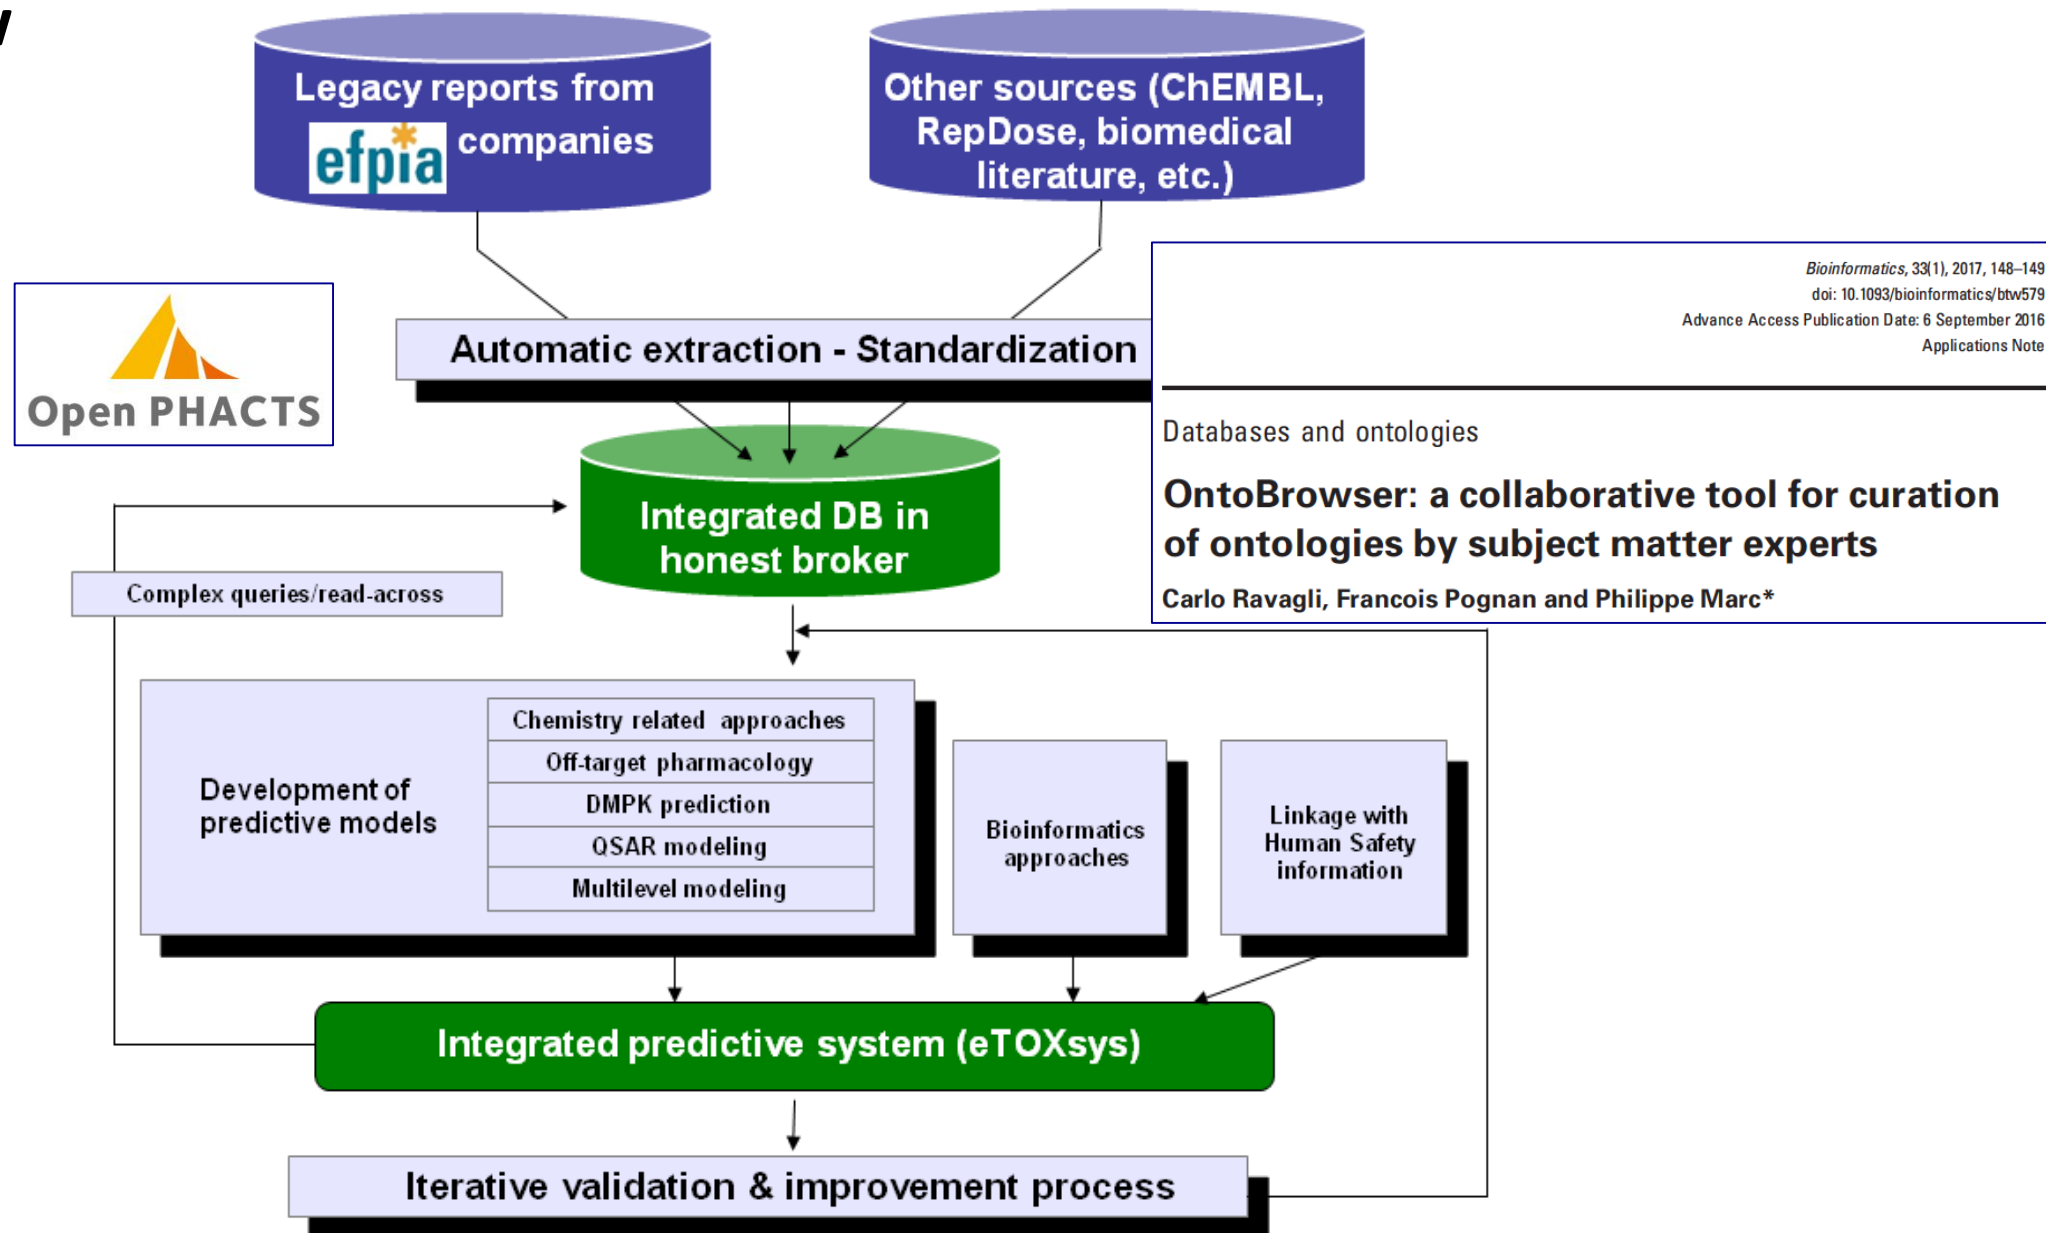 Legacy reports from
efpia companies
Other sources (ChEMBL,
RepDose, biomedical
literature, etc.)
Open PHACTS
Automatic extraction - Standardization
Bioinformatics, 33(1), 2017, 148–149
doi: 10.1093/bioinformatics/btw579
Advance Access Publication Date: 6 September 2016
Applications Note
Databases and ontologies
OntoBrowser: a collaborative tool for curation
of ontologies by subject matter experts
Carlo Ravagli, Francois Pognan and Philippe Marc*
Integrated DB in
honest broker
Complex queries/read-across
Development of
predictive models
Chemistry related approaches
Off-target pharmacology
DMPK prediction
QSAR modeling
Multilevel modeling
Bioinformatics
approaches
Linkage with
Human Safety
information
Integrated predictive system (eTOXsys)
Iterative validation & improvement process